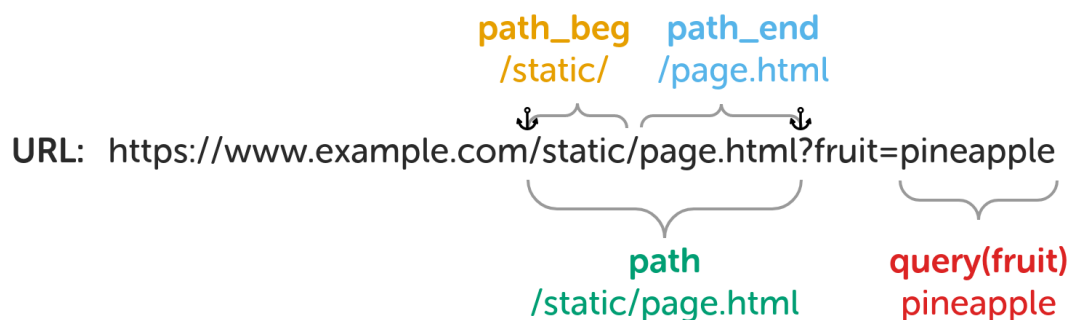 path_beg path_end
/static/ /page.html
URL: https://www.example.com/static/page.html?fruit=pineapple
path query(fruit)
/static/page.html pineapple